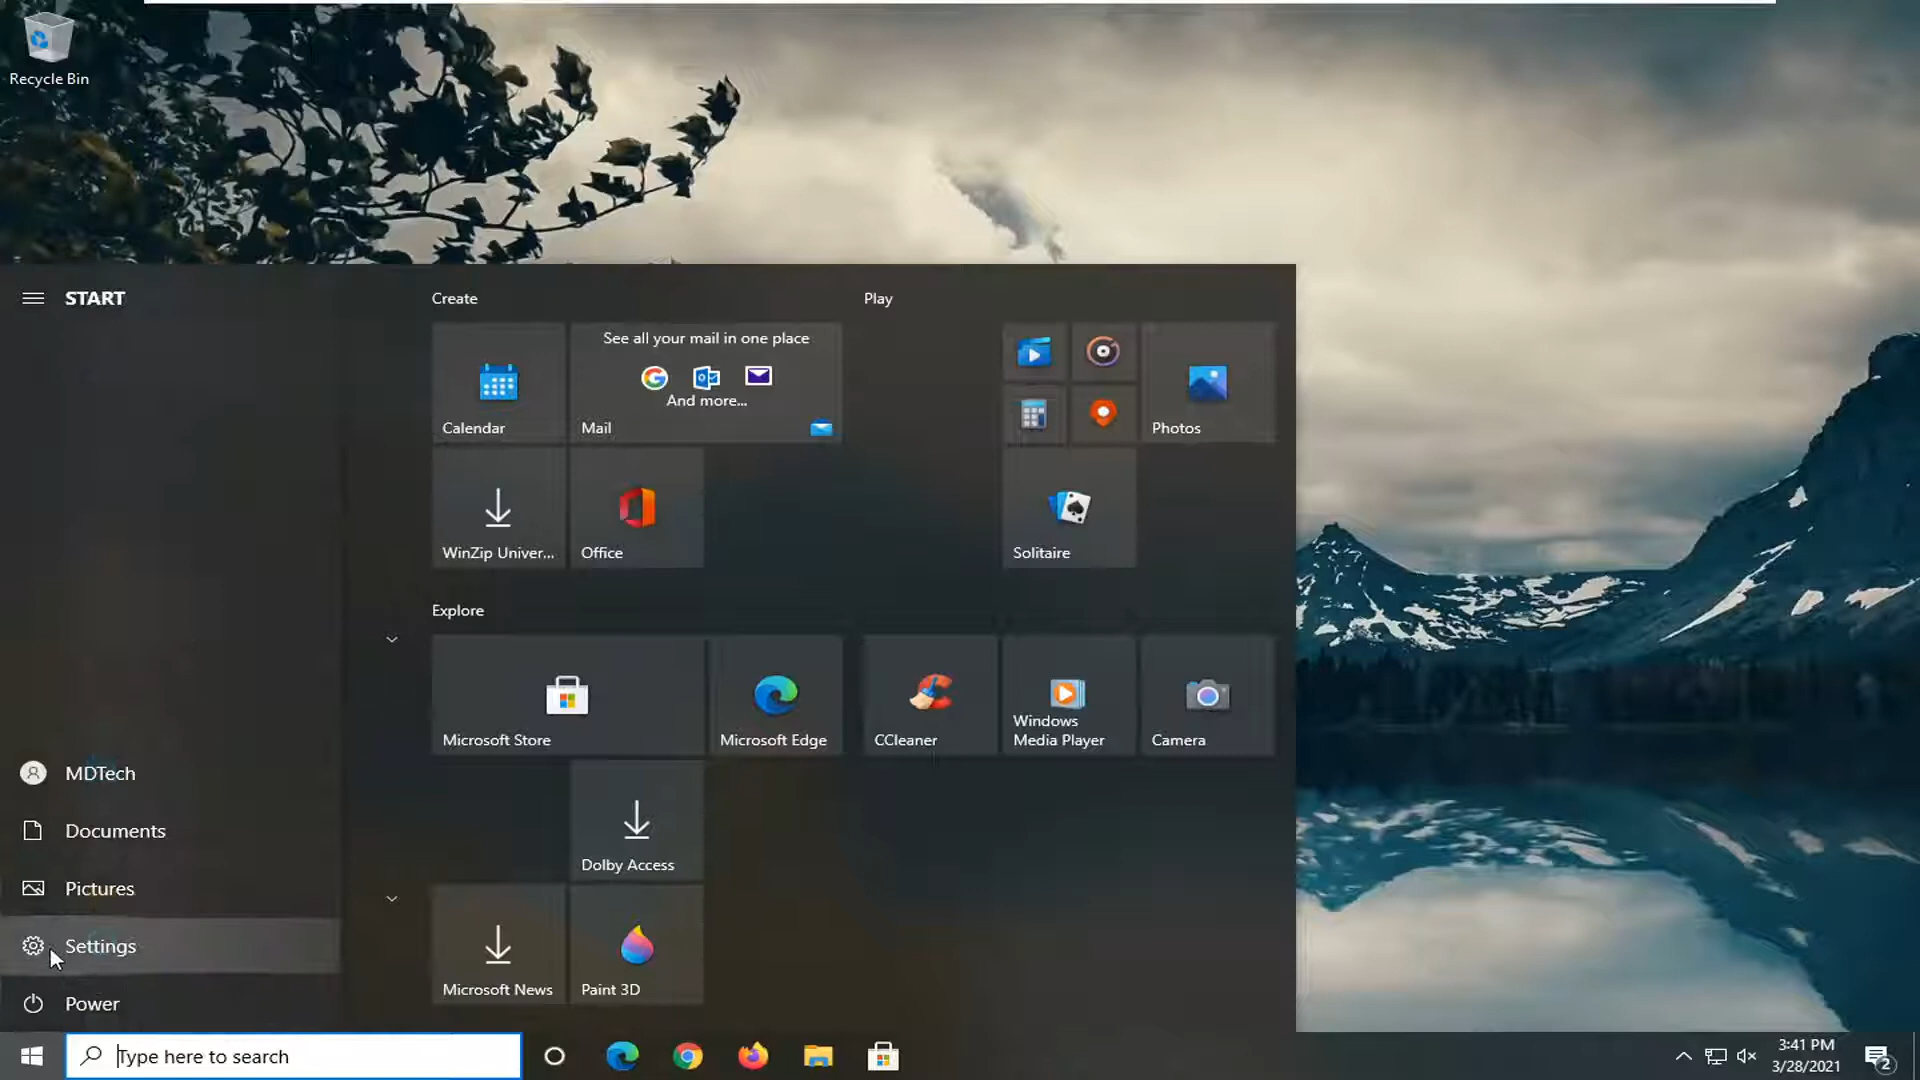 Recycle Bin
START
Create
Play
See all your mail in one place
And more...
Calendar
Mail
Photos
WinZip Univer...
Office
Solitaire
Explore
Microsoft Store
Microsoft Edge
CCleaner
Windows
Media Player
Camera
MDTech
Documents
Dolby Access
Pictures
Settings
Microsoft News
Paint 3D
Power
Type here to search
3:41 PM
3/28/2021
2